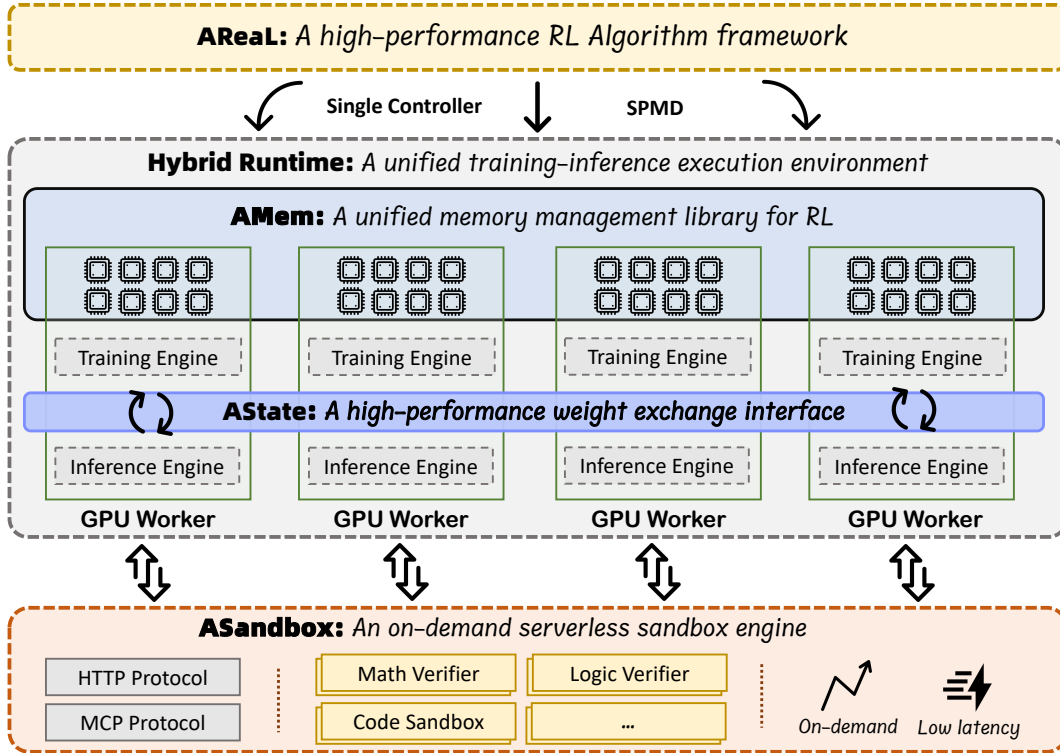 AReaL: A high-performance RL Algorithm framework
Single Controller
SPMD
Hybrid Runtime: A unified training-inference execution environment
AMem: A unified memory management library for RL
Training Engine
Training Engine
Training Engine
Training Engine
AState: A high-performance weight exchange interface
Inference Engine
Inference Engine
Inference Engine
Inference Engine
GPU Worker
GPU Worker
GPU Worker
GPU Worker
ASandbox: An on-demand serverless sandbox engine
HTTP Protocol
MCP Protocol
Math Verifier
Logic Verifier
Code Sandbox
...
On-demand
Low latency